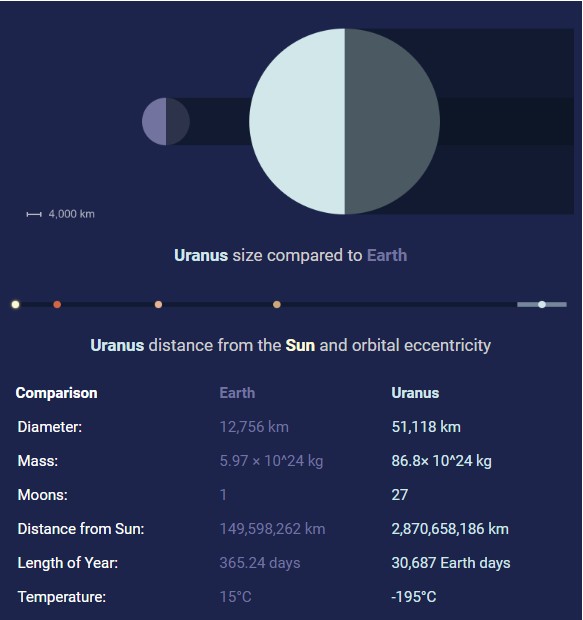 4,000 km
Uranus size compared to Earth
Uranus distance from the Sun and orbital eccentricity
Comparison Earth Uranus
Diameter: 12,756 km 51,118 km
Mass: 5.97 × 10^24 kg 86.8× 10^24 kg
Moons: 1 27
Distance from Sun: 149,598,262 km 2,870,658,186 km
Length of Year: 365.24 days 30,687 Earth days
Temperature: 15°C -195°C